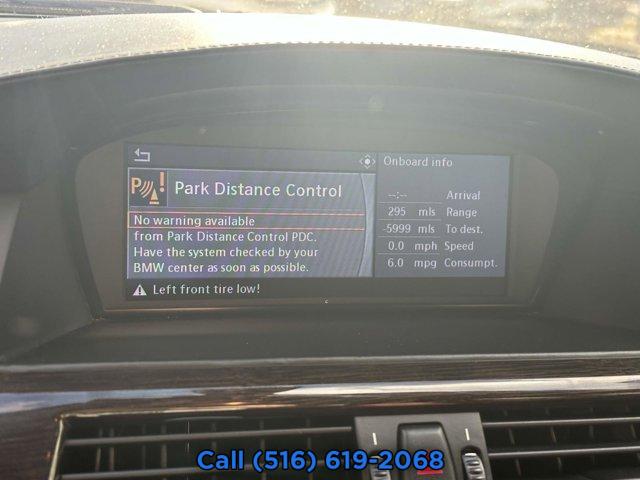 Onboard info
Park Distance Control
No warning available
from Park Distance Control PDC.
Have the system checked by your
BMW center as soon as possible.
--:-- Arrival
295 mls Range
-5999 mls To dest.
0.0 mph Speed
6.0 mpg Consumpt.
Left front tire low!
Call (516) 619-2068